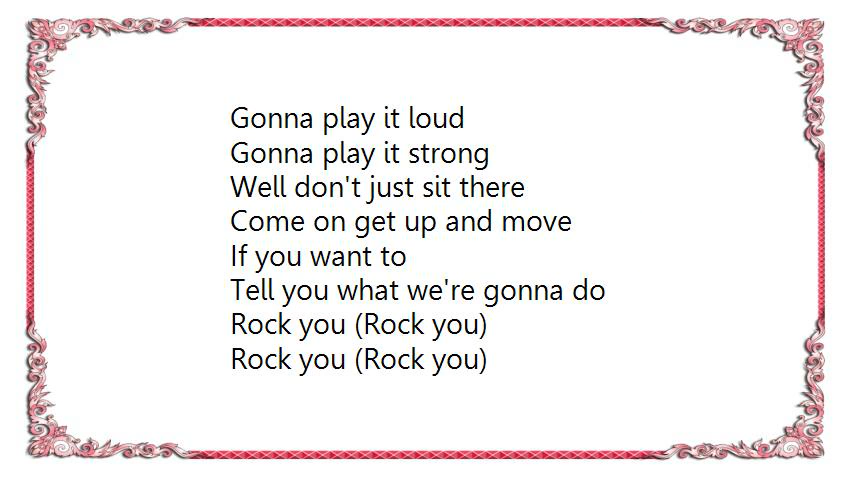 Gonna play it loud
Gonna play it strong
Well don't just sit there
Come on get up and move
If you want to
Tell you what we're gonna do
Rock you (Rock you)
Rock you (Rock you)